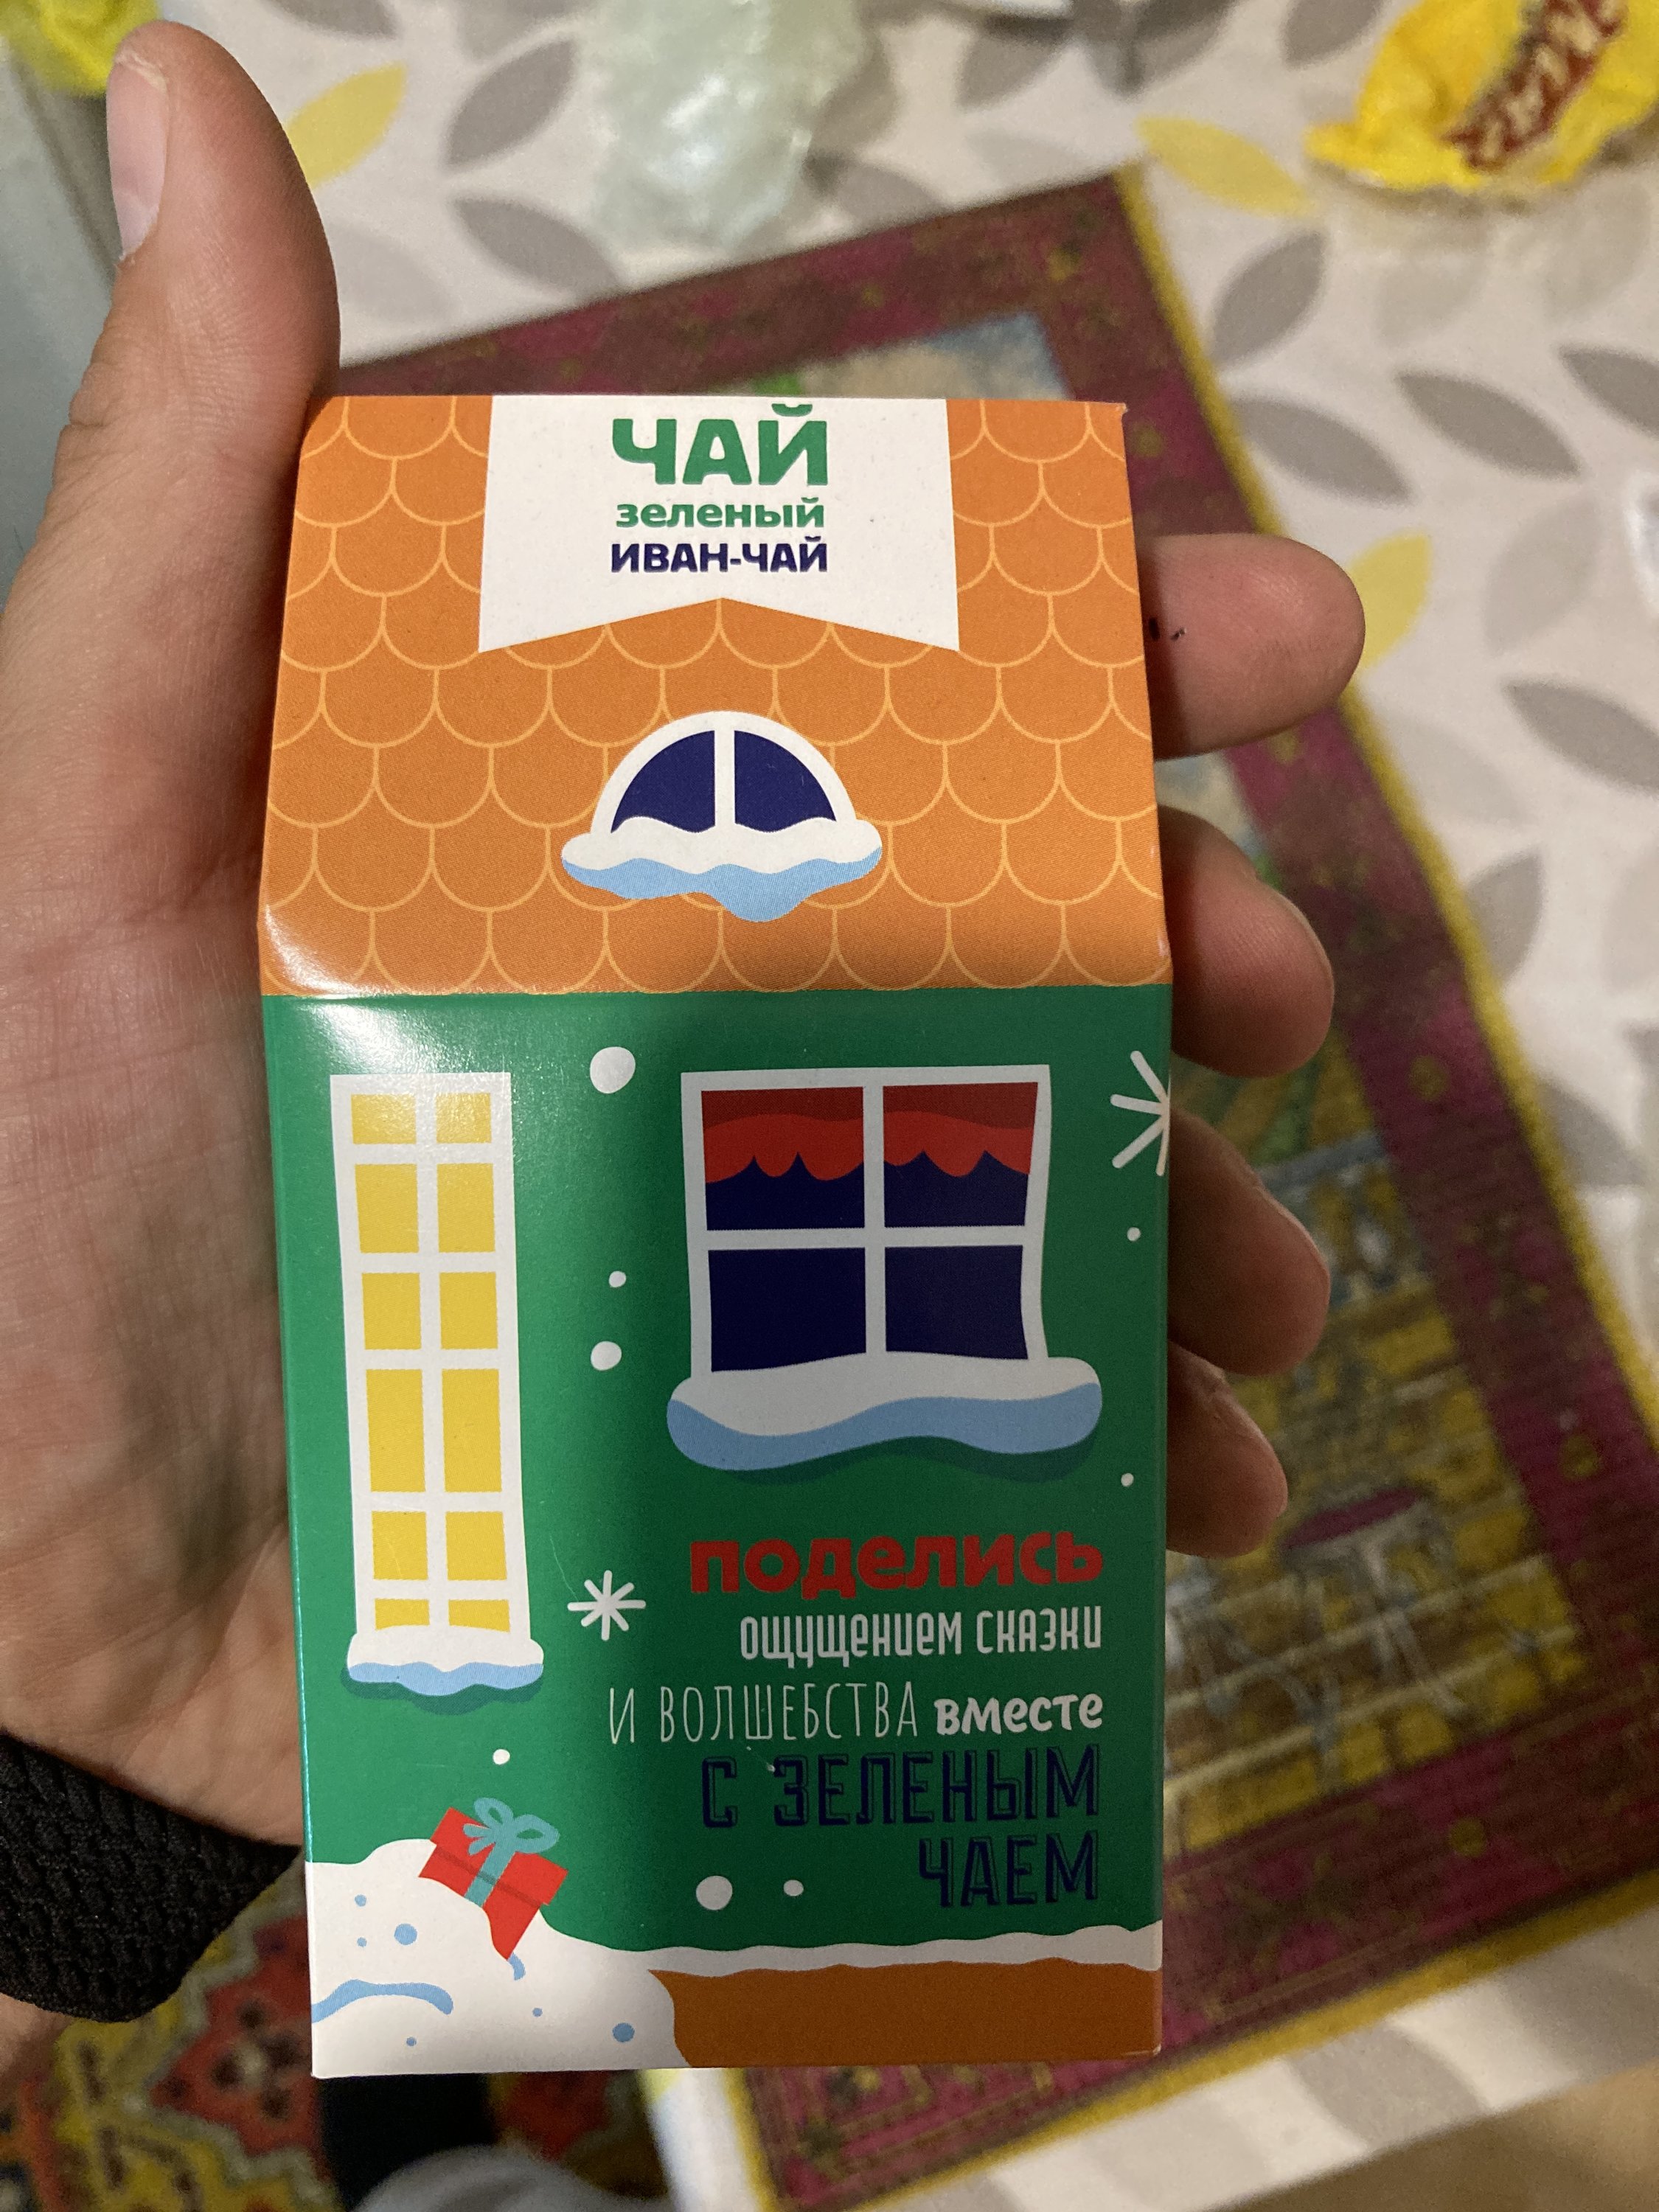 ЧАЙ
зеленый
ИВАН-ЧАЙ
поделись
ощущением сказки
и волшебства вместе
с зеленым
чаем